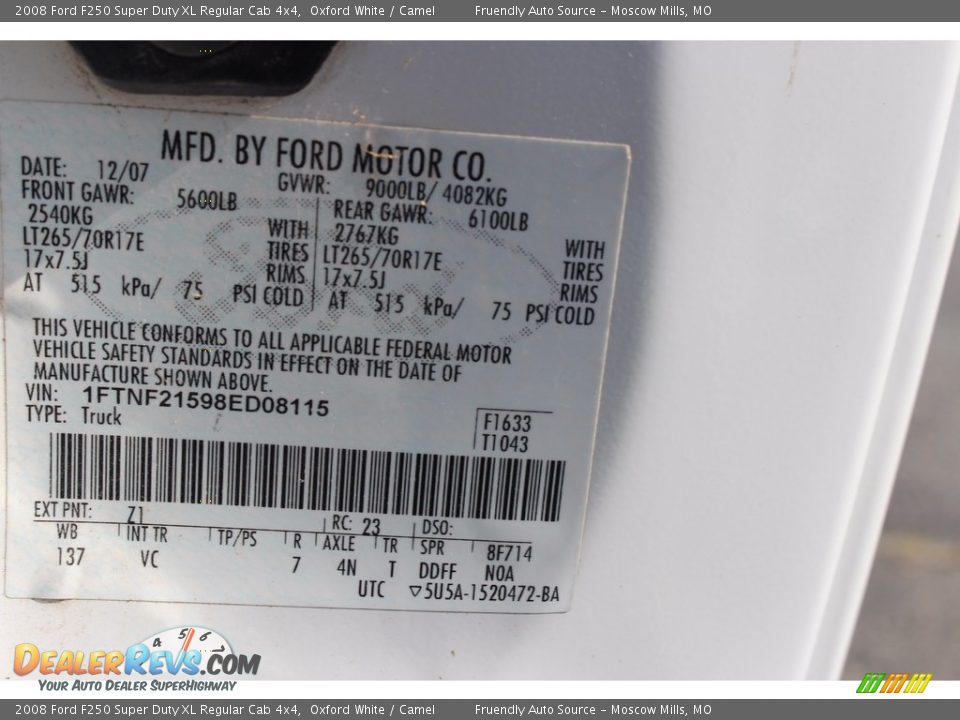 2008 Ford F250 Super Duty XL Regular Cab 4x4, Oxford White / Camel Fruendly Auto Source - Moscow Mills, MO
MFD. BY FORD MOTOR CO.
DATE: 12/07 GVWR: 9000LB/ 4082KG
FRONT GAWR: 5600LB REAR GAWR: 6100LB
2540KG WITH 2767KG WITH
LT265/70R17E TIRES LT265/70R17E TIRES
17x7.5J RIMS 17x7.5J RIMS
AT 515 kPa/ 75 PSI COLD AT 515 kPa/ 75 PSI COLD
THIS VEHICLE CONFORMS TO ALL APPLICABLE FEDERAL MOTOR
VEHICLE SAFETY STANDARDS IN EFFECT ON THE DATE OF
MANUFACTURE SHOWN ABOVE.
VIN: 1FTNF21598ED08115
TYPE: Truck
F1633
T1043
EXT PNT: Z1 RC: 23 DSO:
WB INT TR TP/PS R AXLE TR SPR 8F714
137 VC 7 4N T DDFF N0A
UTC ▽5U5A-1520472-BA
4 5 6
DEALERREVS.COM
YOUR AUTO DEALER SUPERHIGHWAY
2008 Ford F250 Super Duty XL Regular Cab 4x4, Oxford White / Camel Fruendly Auto Source - Moscow Mills, MO